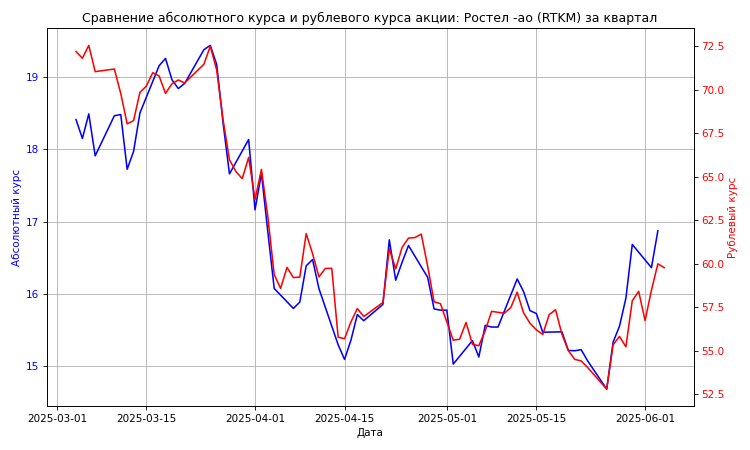 Сравнение абсолютного курса и рублевого курса акции: Ростел -ао (RTKM) за квартал
72.5
19
70.0
67.5
18
65.0
62.5
17
60.0
16
57.5
55.0
15
52.5
Абсолютный курс
Рублевый курс
2025-03-01 2025-03-15 2025-04-01 2025-04-15 2025-05-01 2025-05-15 2025-06-01
Дата